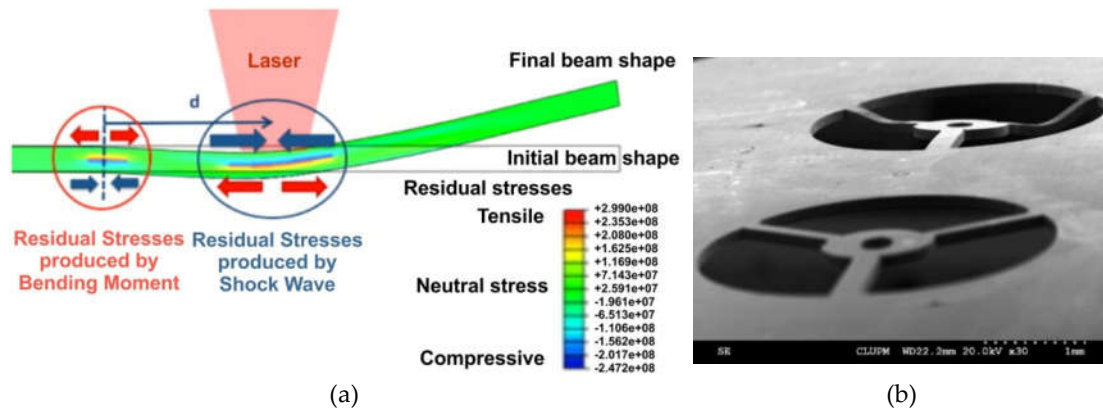 Laser
d
Final beam shape
Initial beam shape
Residual Stresses
produced by
Bending Moment
Residual Stresses
produced by
Shock Wave
Residual stresses
Tensile
Neutral stress
Compressive
+2.990e+08
+2.353e+08
+2.080e+08
+1.625e+08
+1.169e+08
+7.143e+07
+2.591e+07
-1.961e+07
-6.513e+07
-1.106e+08
-1.562e+08
-2.017e+08
-2.472e+08
SE CLUPM WD22.2mm 20.0kV x30 1mm
(a)
(b)